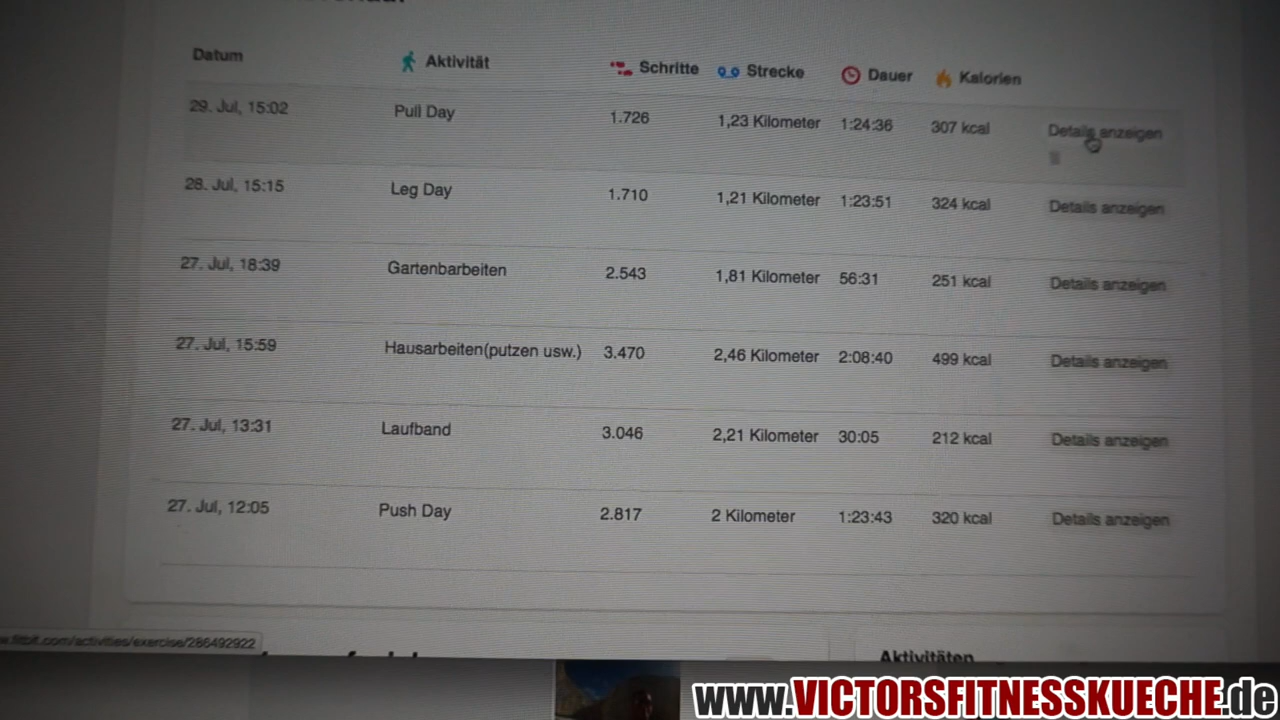 Datum Aktivität Schritte Strecke Dauer Kalorien
29. Jul, 15:02 Pull Day 1.726 1,23 Kilometer 1:24:36 307 kcal Details anzeigen
28. Jul, 15:15 Leg Day 1.710 1,21 Kilometer 1:23:51 324 kcal Details anzeigen
27. Jul, 18:39 Gartenbarbeiten 2.543 1,81 Kilometer 56:31 251 kcal Details anzeigen
27. Jul, 15:59 Hausarbeiten(putzen usw.) 3.470 2,46 Kilometer 2:08:40 499 kcal Details anzeigen
27. Jul, 13:31 Laufband 3.046 2,21 Kilometer 30:05 212 kcal Details anzeigen
27. Jul, 12:05 Push Day 2.817 2 Kilometer 1:23:43 320 kcal Details anzeigen
w.fitbit.com/activities/exercise/286492922
Aktivitäten
www.VICTORSFITNESSKUECHE.de